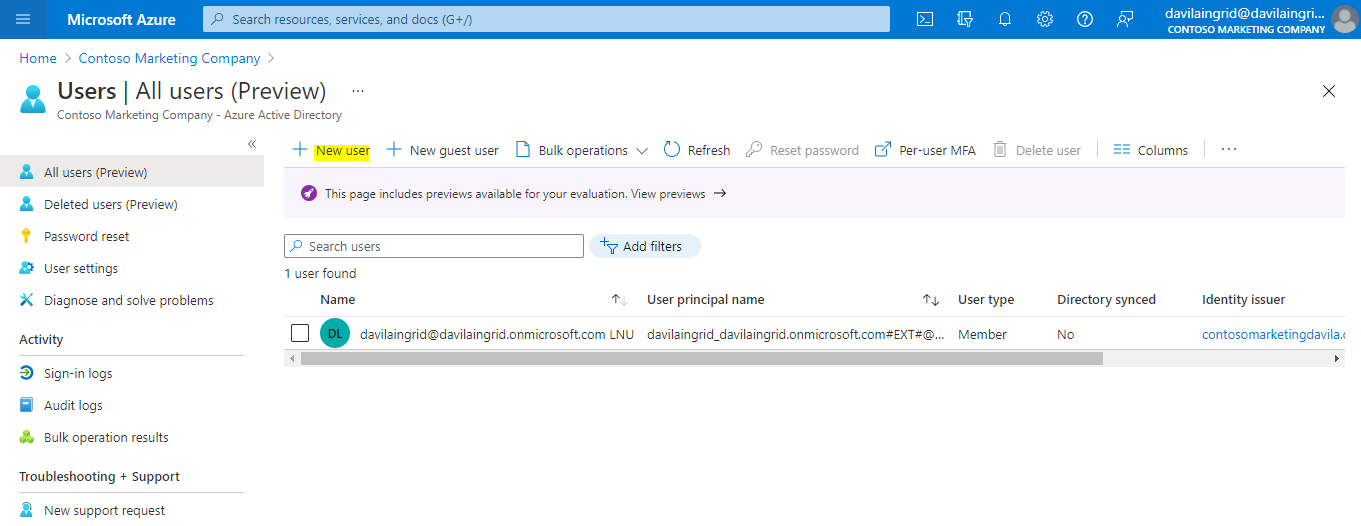 Microsoft Azure
Search resources, services, and docs (G+/)
davilaingrid@davilaingri...
CONTOSO MARKETING COMPANY
Home > Contoso Marketing Company >
Users | All users (Preview) ...
Contoso Marketing Company - Azure Active Directory
All users (Preview)
Deleted users (Preview)
Password reset
User settings
Diagnose and solve problems
Activity
Sign-in logs
Audit logs
Bulk operation results
Troubleshooting + Support
New support request
New user New guest user Bulk operations Refresh Reset password Per-user MFA Delete user Columns ...
This page includes previews available for your evaluation. View previews →
Search users Add filters
1 user found
Name User principal name User type Directory synced Identity issuer
DL davilaingrid@davilaingrid.onmicrosoft.com LNU davilaingrid_davilaingrid.onmicrosoft.com#EXT#@... Member No contosomarketingdavila.